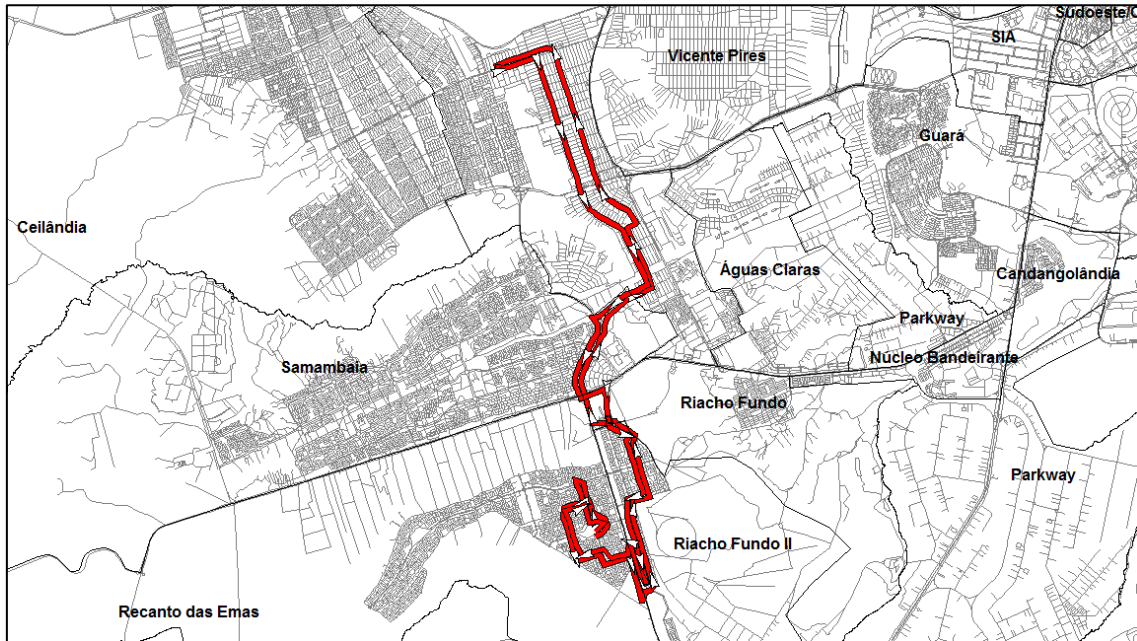 Sudoeste/O
SIA
Vicente Pires
Guará
Ceilândia
Águas Claras
Candangolândia
Parkway
Núcleo Bandeirante
Samambaia
Riacho Fundo
Parkway
Riacho Fundo II
Recanto das Emas